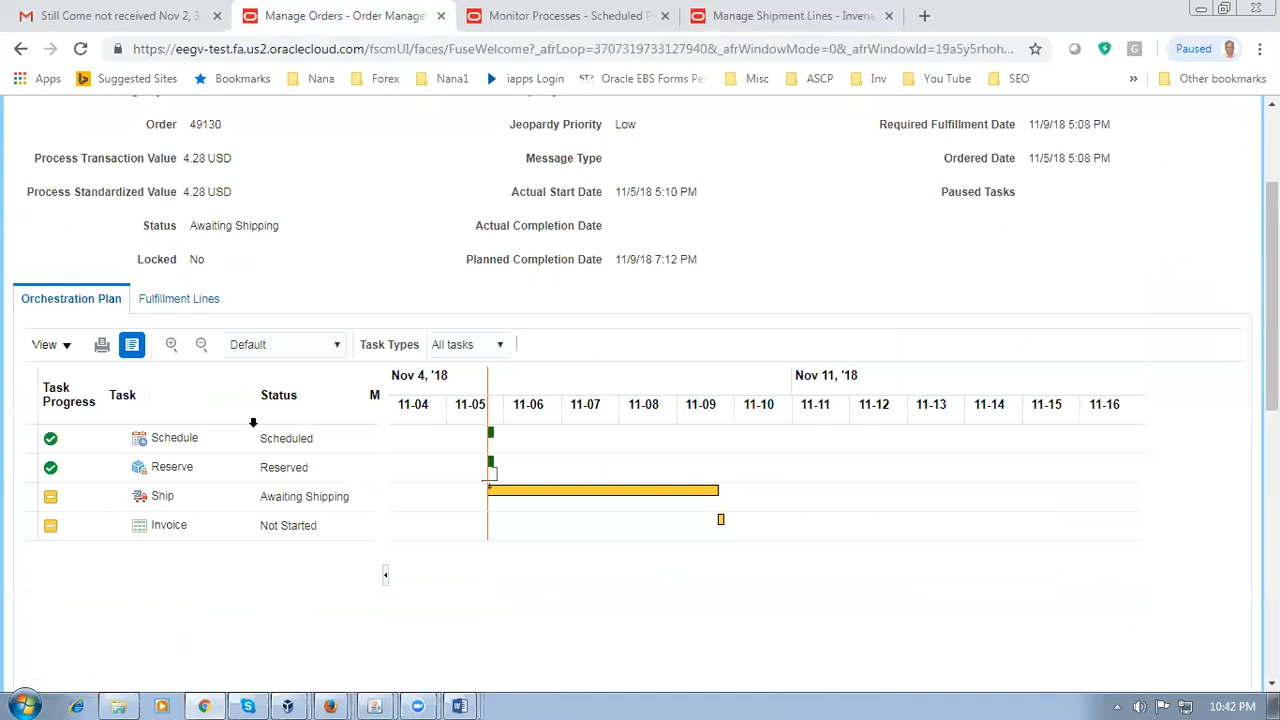 Still Come not received Nov 2, 3
Manage Orders - Order Manage
Monitor Processes - Scheduled P
Manage Shipment Lines - Inven
https://eegv-test.fa.us2.oraclecloud.com/fscmUI/faces/FuseWelcome?_afrLoop=37073197331279408&_afrWindowMode=0&_afrWindowId=19a5y5rhoh...
Paused
Apps
Suggested Sites
Bookmarks
Nana
Forex
Nana1
iapps Login
Oracle EBS Forms Pe
Misc
ASCP
Inv
You Tube
SEO
»
Other bookmarks
Order 49130
Jeopardy Priority Low
Required Fulfillment Date 11/9/18 5:08 PM
Process Transaction Value 4.28 USD
Message Type
Ordered Date 11/5/18 5:08 PM
Process Standardized Value 4.28 USD
Actual Start Date 11/5/18 5:10 PM
Paused Tasks
Status Awaiting Shipping
Actual Completion Date
Locked No
Planned Completion Date 11/9/18 7:12 PM
Orchestration Plan
Fulfillment Lines
View
Default
Task Types All tasks
Task Progress
Task
Status
M
Nov 4, '18
Nov 11, '18
11-04 11-05 11-06 11-07 11-08 11-09 11-10 11-11 11-12 11-13 11-14 11-15 11-16
Schedule Scheduled
Reserve Reserved
Ship Awaiting Shipping
Invoice Not Started
10:42 PM